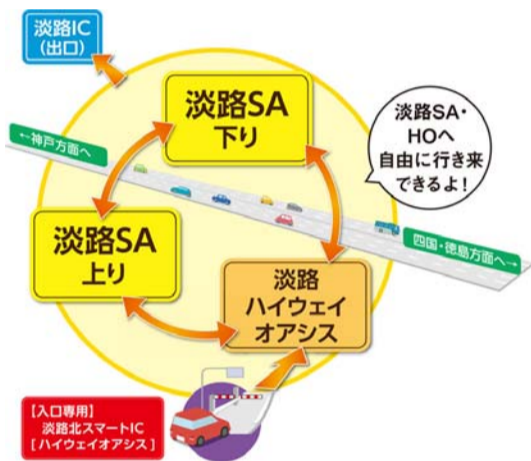 淡路IC
(出口)
淡路SA
下り
淡路SA・
HOへ
自由に行き来
できるよ!
←神戸方面へ
淡路SA
上り
四国・徳島方面へ→
淡路
ハイウェイ
オアシス
【入口専用】
淡路北スマートIC
[ハイウェイオアシス]